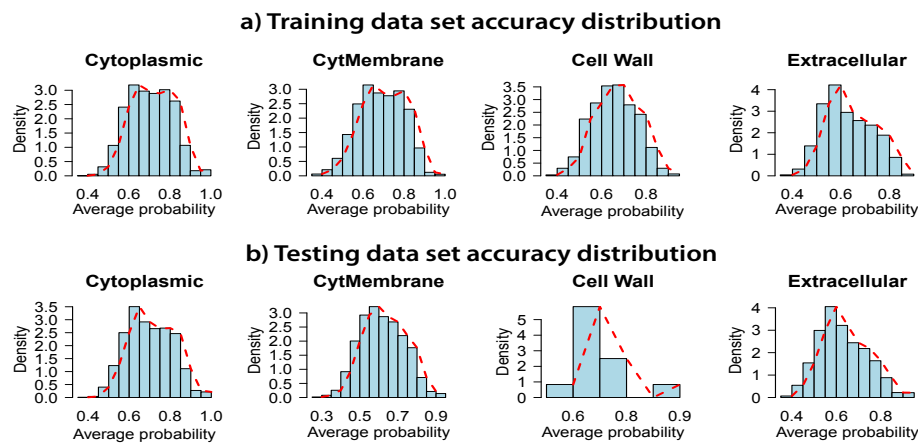 a) Training data set accuracy distribution
Cytoplasmic
CytMembrane
Cell Wall
Extracellular
Density
0.0 0.5 1.0 1.5 2.0 2.5 3.0
0.4 0.6 0.8 1.0
Average probability
Density
0.0 0.5 1.0 1.5 2.0 2.5 3.0
0.4 0.6 0.8 1.0
Average probability
Density
0.0 0.5 1.0 1.5 2.0 2.5 3.0 3.5
0.4 0.6 0.8
Average probability
Density
0 1 2 3 4
0.4 0.6 0.8
Average probability
b) Testing data set accuracy distribution
Cytoplasmic
CytMembrane
Cell Wall
Extracellular
Density
0.0 0.5 1.0 1.5 2.0 2.5 3.0 3.5
0.4 0.6 0.8 1.0
Average probability
Density
0.0 0.5 1.0 1.5 2.0 2.5 3.0
0.3 0.5 0.7 0.9
Average probability
Density
0 1 2 3 4 5
0.6 0.8 0.9
Average probability
Density
0 1 2 3 4
0.4 0.6 0.8
Average probability